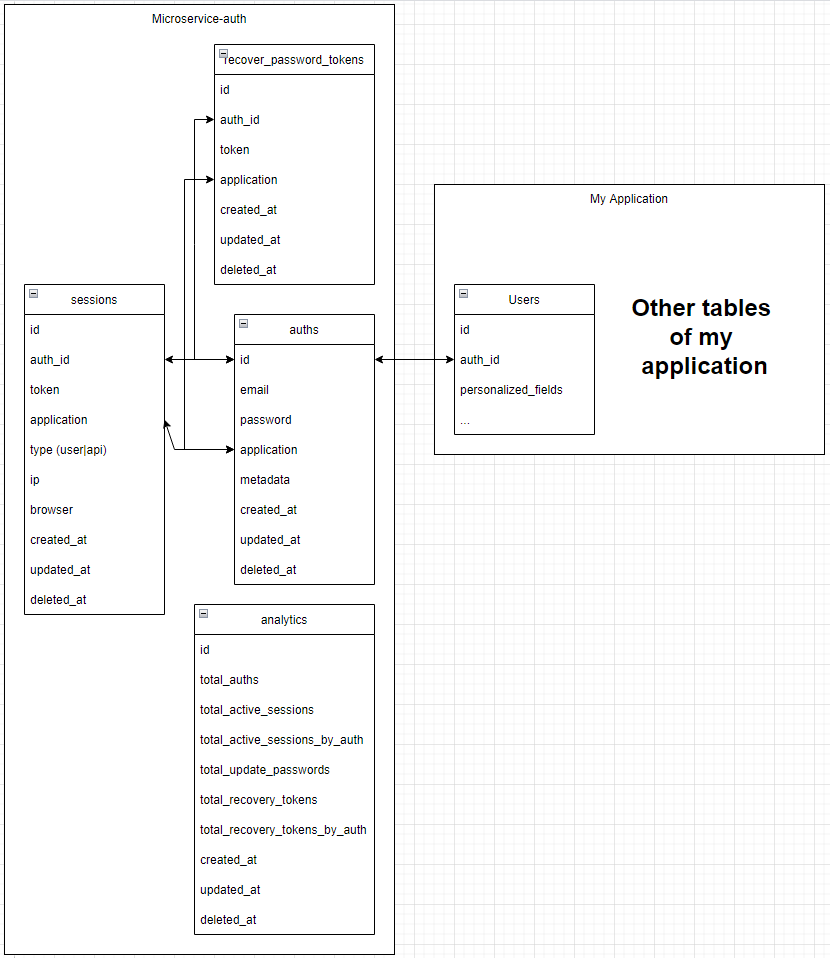 Microservice-auth
recover_password_tokens
id
auth_id
token
application
created_at
updated_at
deleted_at
sessions
id
auth_id
token
application
type (user|api)
ip
browser
created_at
updated_at
deleted_at
auths
id
email
password
application
metadata
created_at
updated_at
deleted_at
analytics
id
total_auths
total_active_sessions
total_active_sessions_by_auth
total_update_passwords
total_recovery_tokens
total_recovery_tokens_by_auth
created_at
updated_at
deleted_at
My Application
Users
id
auth_id
personalized_fields
...
Other tables
of my
application